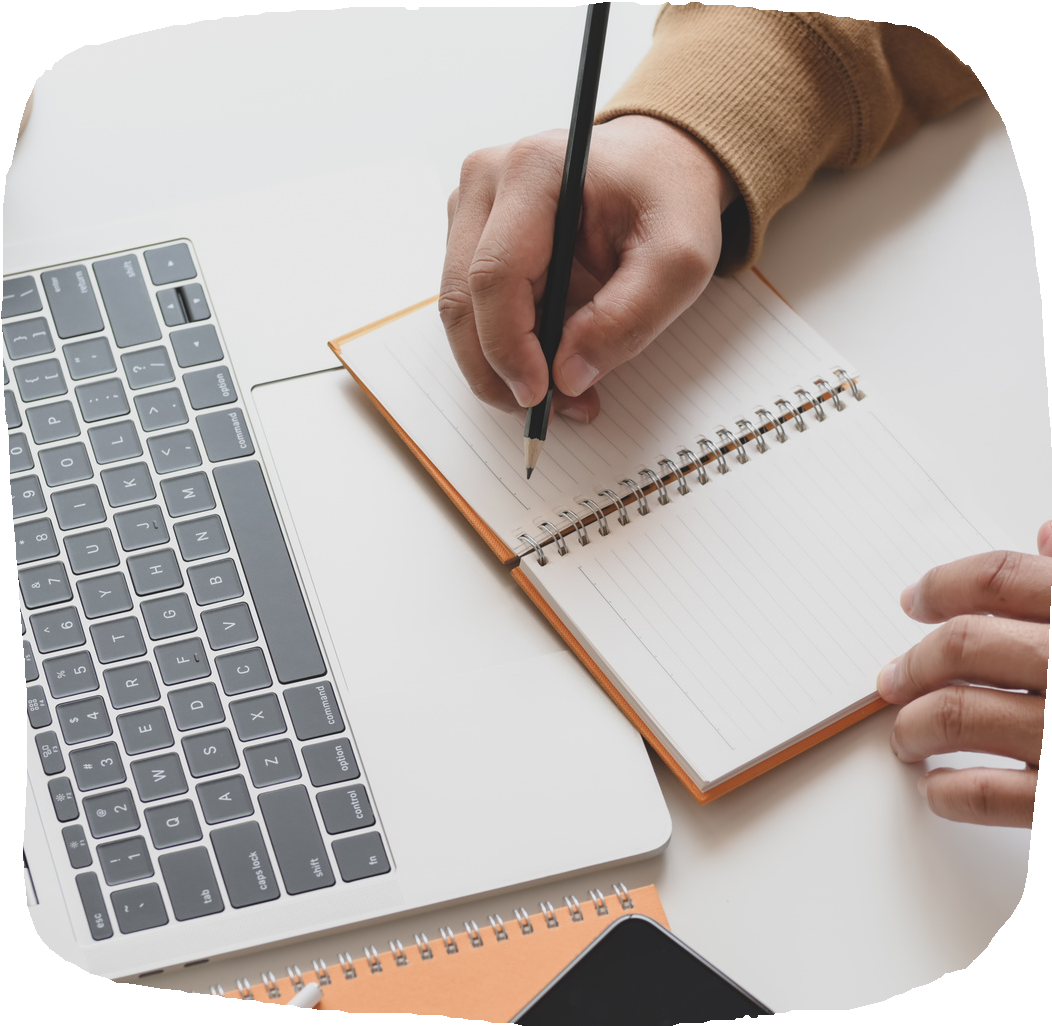 esc
~ `
! 1
@ 2
# 3
$ 4
% 5
^ 6
& 7
* 8
9
0
tab
Q
W
E
R
T
Y
U
I
O
P
{ [
} ]
| \
caps lock
A
S
D
F
G
H
J
K
L
: ;
" '
enter
return
shift
Z
X
C
V
B
N
M
< ,
> .
? /
shift
fn
control
option
command
command
option